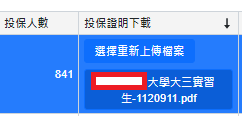 投保人數
投保證明下載 ↓
選擇重新上傳檔案
841
大學大三實習
生-1120911.pdf